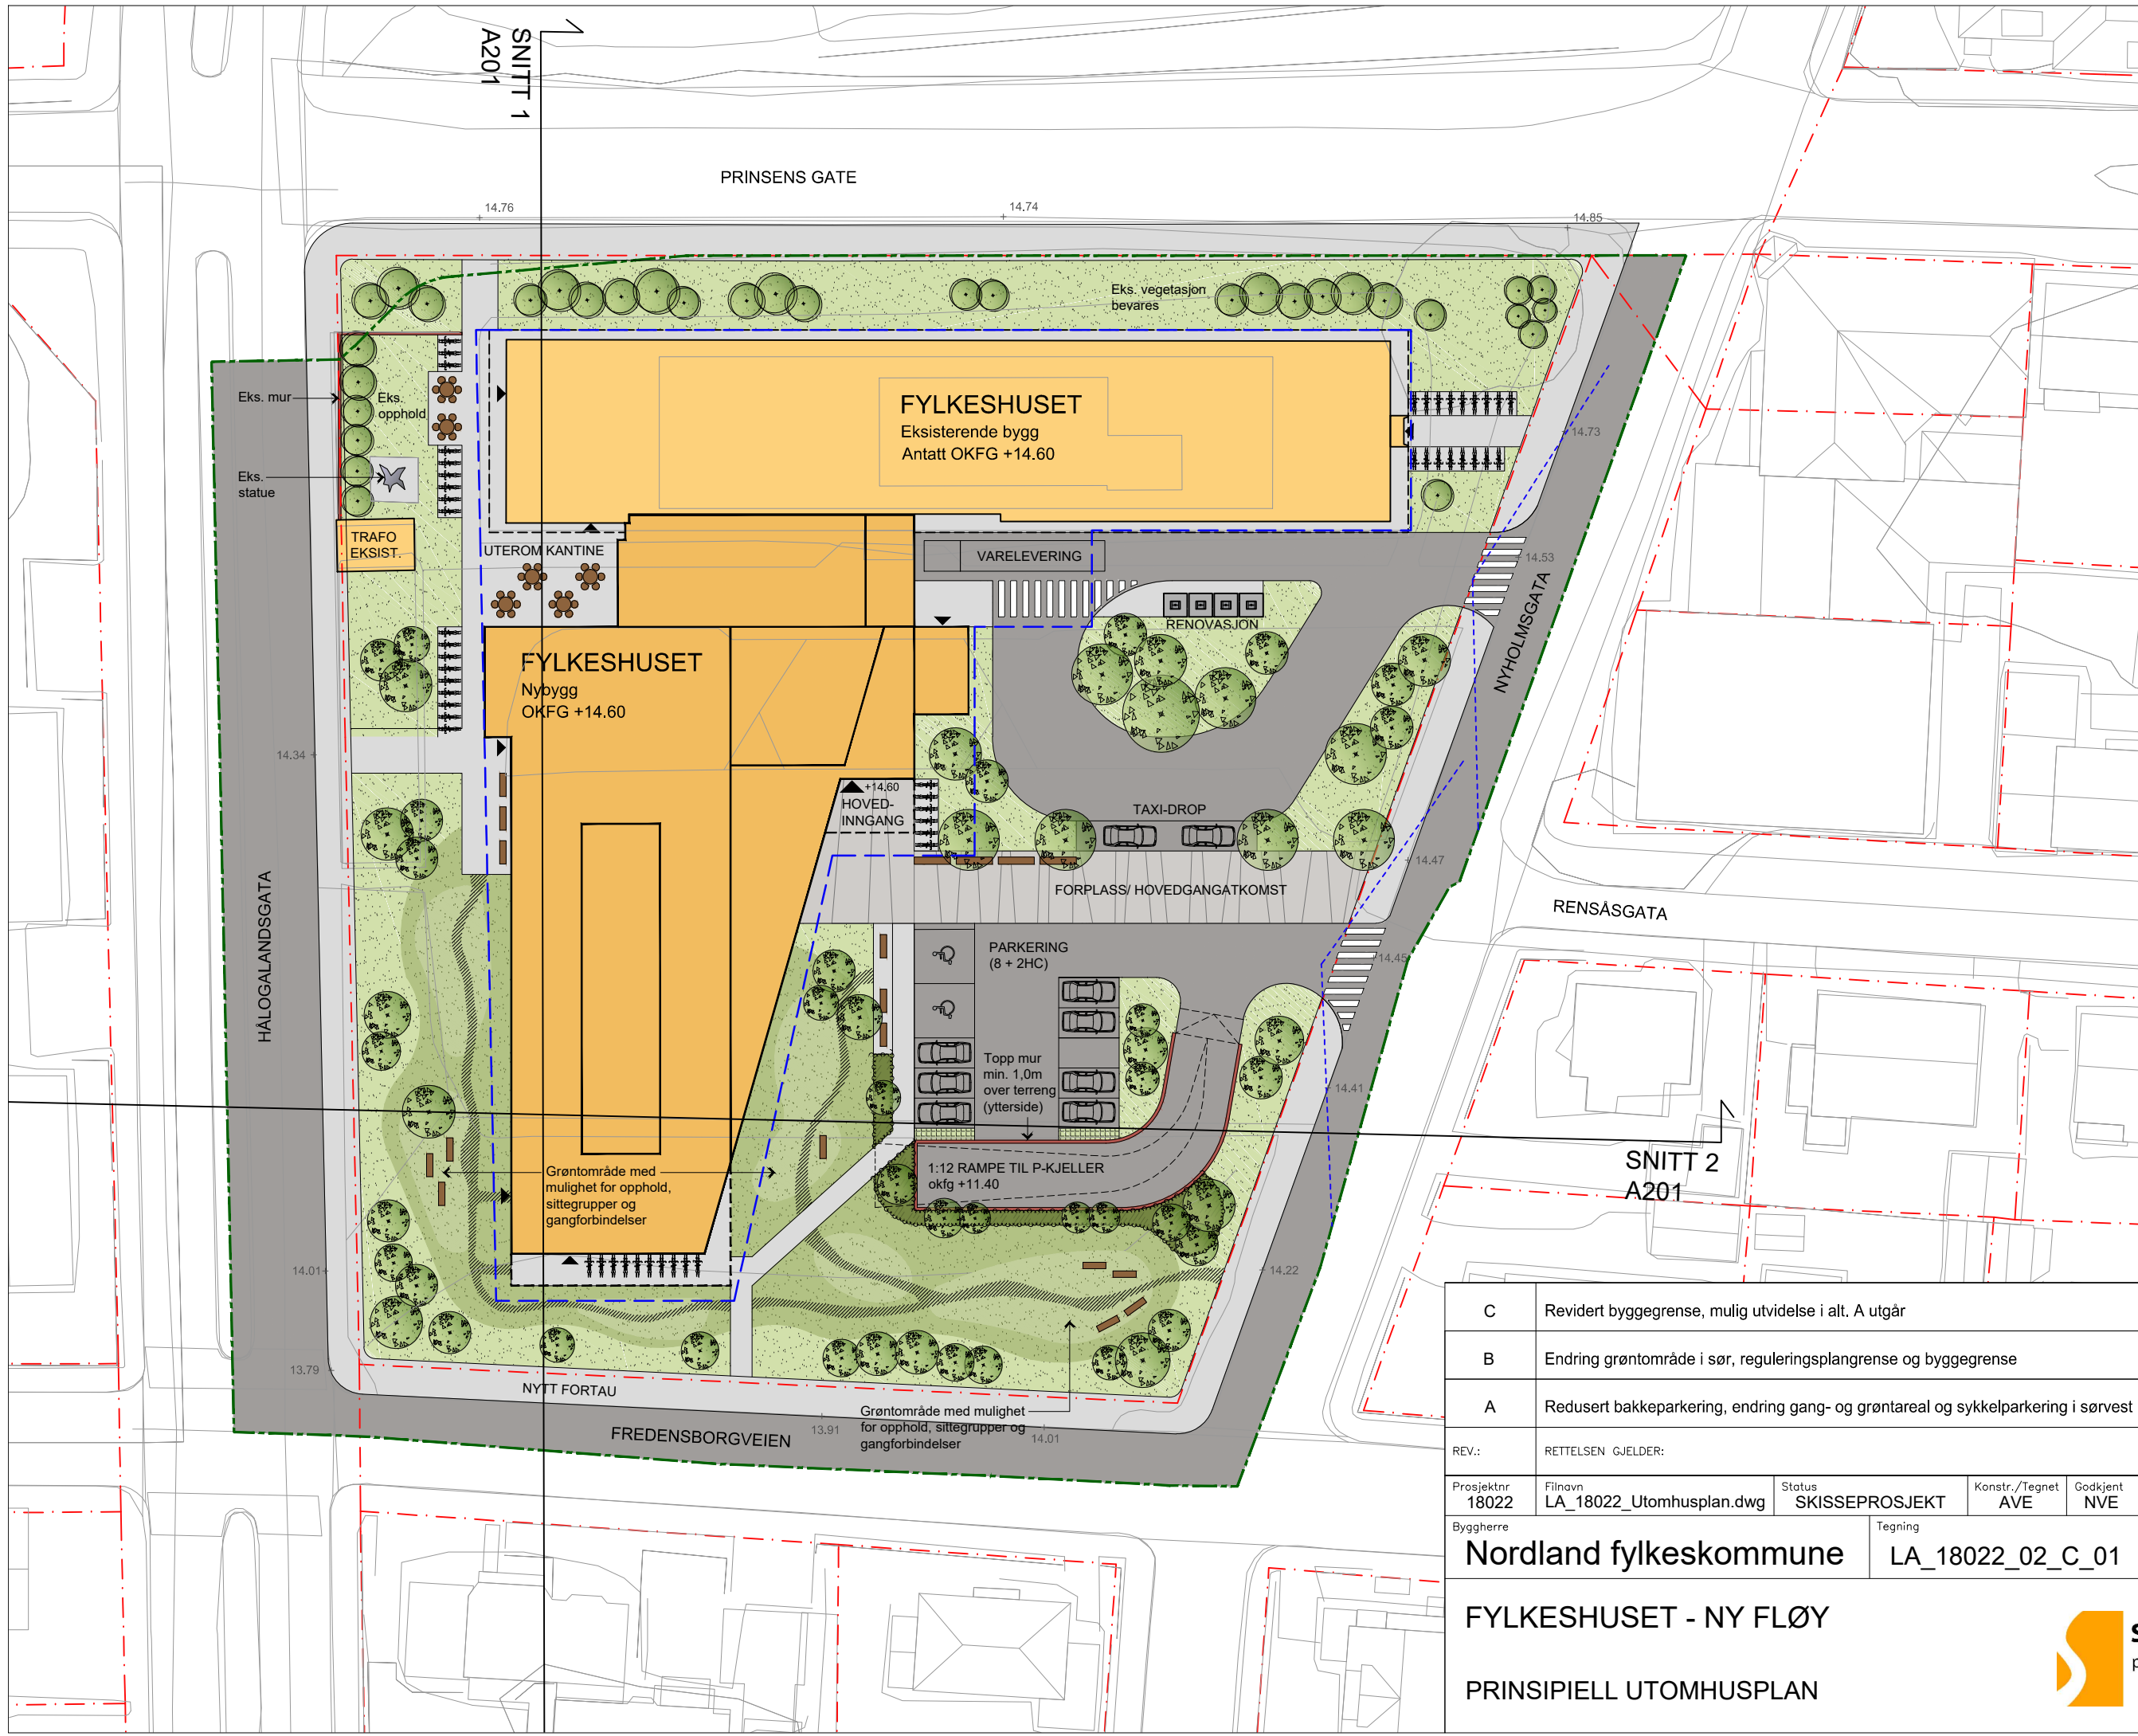 SNITT 1
A201
PRINSENS GATE
14.76
14.74
14.85
Eks. vegetasjon
bevares
Eks. mur
Eks.
opphold
FYLKESHUSET
Eksisterende bygg
Antatt OKFG +14.60
14.73
Eks.
statue
TRAFO
EKSIST.
UTEROM KANTINE
VARELEVERING
14.53
RENOVASJON
NYHOLMSGATA
FYLKESHUSET
Nybygg
OKFG +14.60
14.34
+14.60
HOVED-
INNGANG
TAXI-DROP
14.47
FORPLASS/ HOVEDGANGATKOMST
RENSÅSGATA
HÅLOGALANDSGATA
PARKERING
(8 + 2HC)
14.45
Topp mur
min. 1,0m
over terreng
(ytterside)
14.41
SNITT 2
A201
Grøntområde med
mulighet for opphold,
sittegrupper og
gangforbindelser
1:12 RAMPE TIL P-KJELLER
okfg +11.40
14.01
14.22
13.79
NYTT FORTAU
Grøntområde med mulighet
for opphold, sittegrupper og
gangforbindelser
13.91
14.01
FREDENSBORGVEIEN
C Revidert byggegrense, mulig utvidelse i alt. A utgår
B Endring grøntområde i sør, reguleringsplangrense og byggegrense
A Redusert bakkeparkering, endring gang- og grøntareal og sykkelparkering i sørvest
REV.: RETTELSEN GJELDER:
Prosjektnr Filnavn Status Konstr./Tegnet Godkjent
18022 LA_18022_Utomhusplan.dwg SKISSEPROSJEKT AVE NVE
Byggherre Tegning
Nordland fylkeskommune LA_18022_02_C_01
FYLKESHUSET - NY FLØY
PRINSIPIELL UTOMHUSPLAN